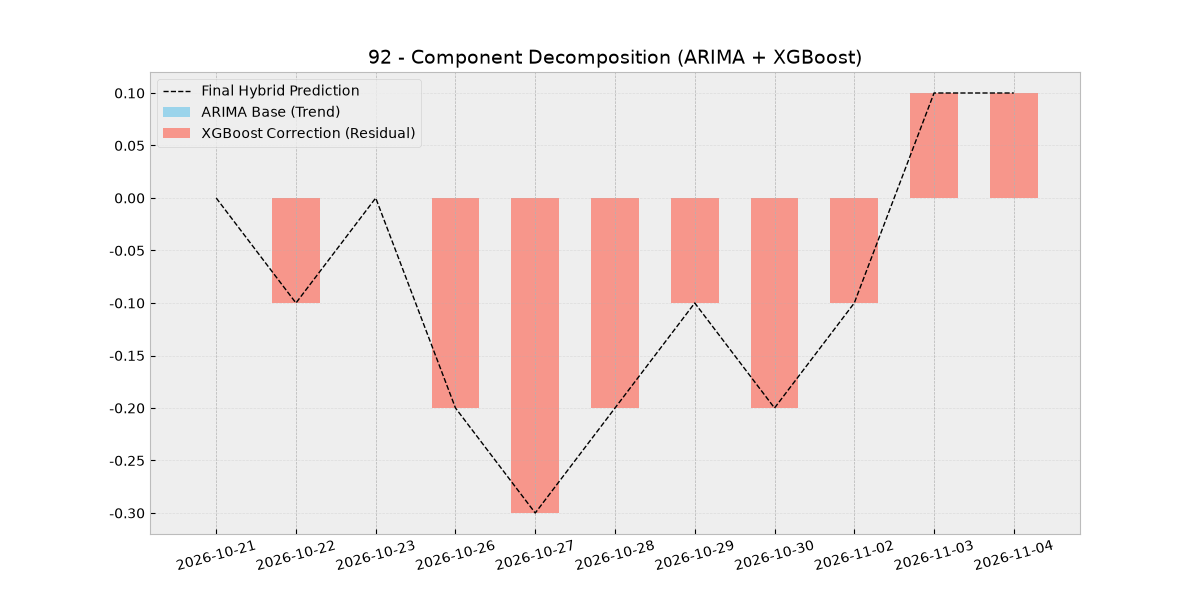 92 - Component Decomposition (ARIMA + XGBoost)
Final Hybrid Prediction
ARIMA Base (Trend)
XGBoost Correction (Residual)
0.10
0.05
0.00
-0.05
-0.10
-0.15
-0.20
-0.25
-0.30
2026-10-21 2026-10-22 2026-10-23 2026-10-26 2026-10-27 2026-10-28 2026-10-29 2026-10-30 2026-11-02 2026-11-03 2026-11-04